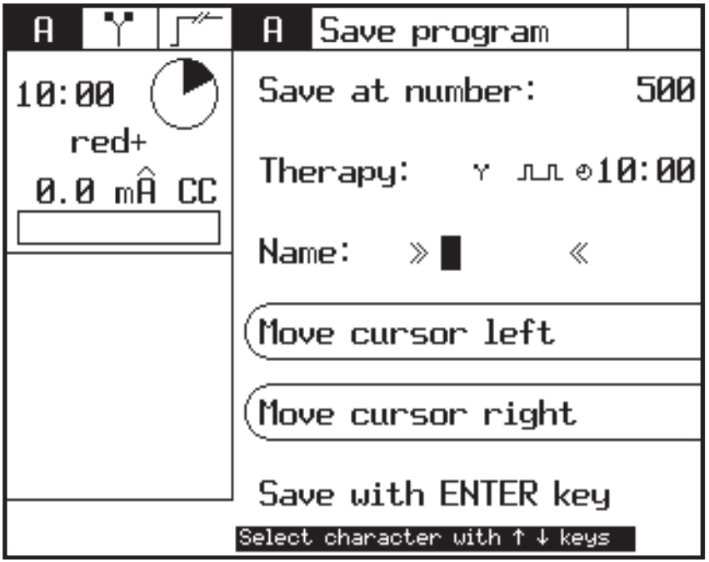 A
10:00
red+
0.0 mÂ CC
A Save program
Save at number: 500
Therapy: 10:00
Name: » «
Move cursor left
Move cursor right
Save with ENTER key
Select character with ↑ ↓ keys